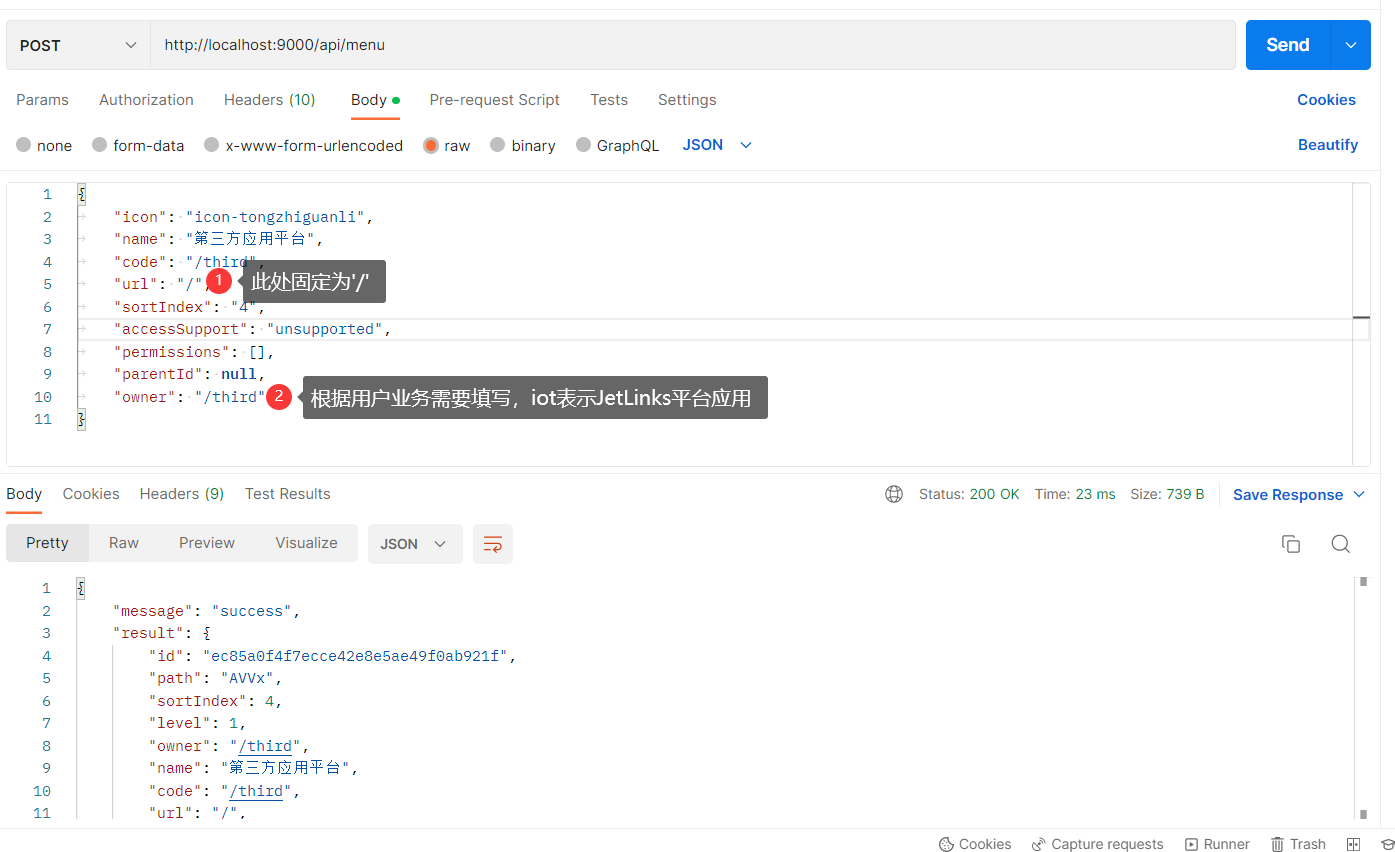 POST http://localhost:9000/api/menu Send
Params Authorization Headers (10) Body Pre-request Script Tests Settings Cookies
none form-data x-www-form-urlencoded raw binary GraphQL JSON Beautify
1 {
2 "icon": "icon-tongzhiguanli",
3 "name": "第三方应用平台",
4 "code": "/third",
5 "url": "/", 1 此处固定为'/'
6 "sortIndex": "4",
7 "accessSupport": "unsupported",
8 "permissions": [],
9 "parentId": null,
10 "owner": "/third" 2 根据用户业务需要填写，iot表示JetLinks平台应用
11 }
Body Cookies Headers (9) Test Results Status: 200 OK Time: 23 ms Size: 739 B Save Response
Pretty Raw Preview Visualize JSON
1 {
2 "message": "success",
3 "result": {
4 "id": "ec85a0f4f7ecce42e8e5ae49f0ab921f",
5 "path": "AVVx",
6 "sortIndex": 4,
7 "level": 1,
8 "owner": "/third",
9 "name": "第三方应用平台",
10 "code": "/third",
11 "url": "/",
Cookies Capture requests Runner Trash